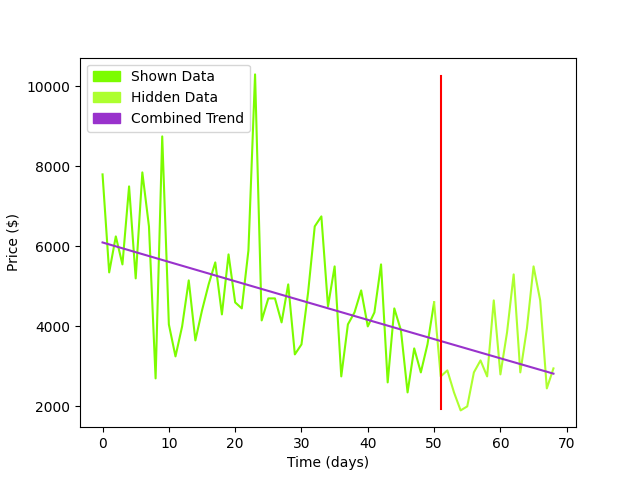 Shown Data
Hidden Data
Combined Trend
10000
8000
6000
4000
2000
Price ($)
0 10 20 30 40 50 60 70
Time (days)